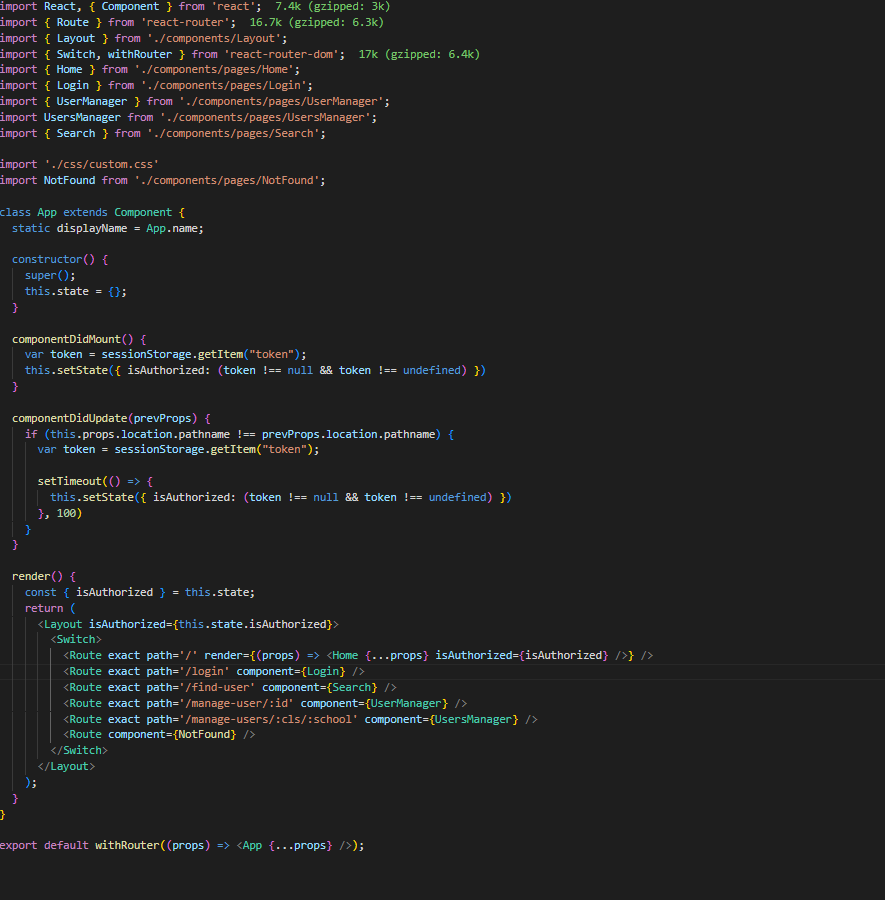 import React, { Component } from 'react'; 7.4k (gzipped: 3k)
import { Route } from 'react-router'; 16.7k (gzipped: 6.3k)
import { Layout } from './components/Layout';
import { Switch, withRouter } from 'react-router-dom'; 17k (gzipped: 6.4k)
import { Home } from './components/pages/Home';
import { Login } from './components/pages/Login';
import { UserManager } from './components/pages/UserManager';
import UsersManager from './components/pages/UsersManager';
import { Search } from './components/pages/Search';

import './css/custom.css'
import NotFound from './components/pages/NotFound';

class App extends Component {
  static displayName = App.name;

  constructor() {
    super();
    this.state = {};
  }

  componentDidMount() {
    var token = sessionStorage.getItem("token");
    this.setState({ isAuthorized: (token !== null && token !== undefined) })
  }

  componentDidUpdate(prevProps) {
    if (this.props.location.pathname !== prevProps.location.pathname) {
      var token = sessionStorage.getItem("token");

      setTimeout(() => {
        this.setState({ isAuthorized: (token !== null && token !== undefined) })
      }, 100)
    }
  }

  render() {
    const { isAuthorized } = this.state;
    return (
      <Layout isAuthorized={this.state.isAuthorized}>
        <Switch>
          <Route exact path='/' render={(props) => <Home {...props} isAuthorized={isAuthorized} />} />
          <Route exact path='/login' component={Login} />
          <Route exact path='/find-user' component={Search} />
          <Route exact path='/manage-user/:id' component={UserManager} />
          <Route exact path='/manage-users/:cls/:school' component={UsersManager} />
          <Route component={NotFound} />
        </Switch>
      </Layout>
    );
  }
}

export default withRouter((props) => <App {...props} />);